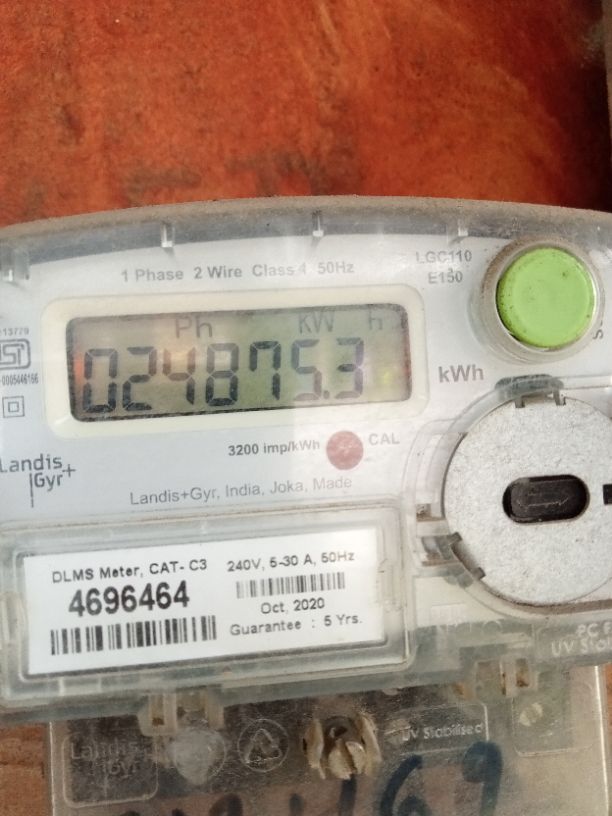 1 Phase 2 Wire Class 1 50Hz
LGC110
E150
Ph KW h
024875.3
kWh
3200 imp/kWh
CAL
Landis+Gyr, India, Joka, Made
Landis
Gyr+
DLMS Meter, CAT- C3
240V, 5-30 A, 50Hz
4696464
Oct, 2020
Guarantee : 5 Yrs.
UV Stabilised
Landis
Gyr